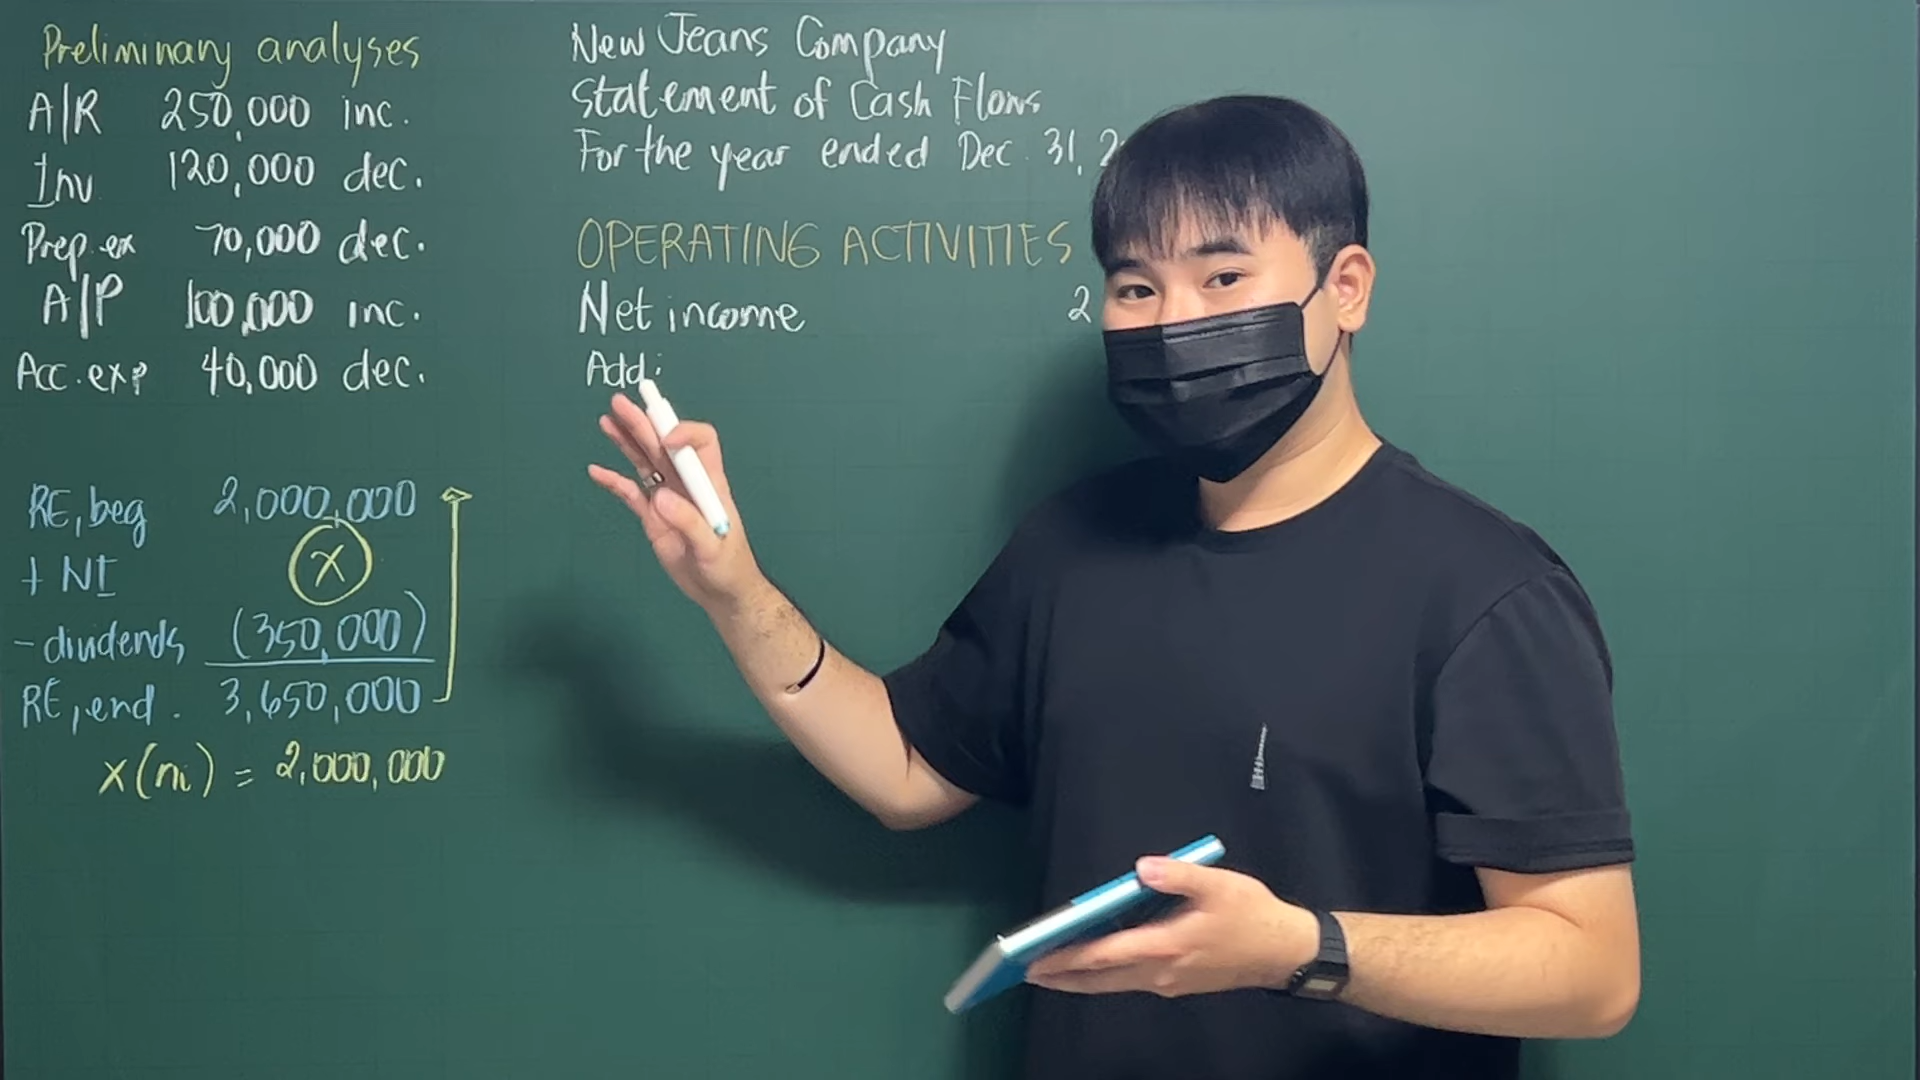 Preliminary analyses
A/R 250,000 inc.
Inv. 120,000 dec.
Prep. ex 70,000 dec.
A/P 100,000 inc.
Acc. exp 40,000 dec.
RE, beg 2,000,000
+ NI X
- dividends (350,000)
RE, end. 3,650,000
X (ni) = 2,000,000
New Jeans Company
Statement of Cash Flows
For the year ended Dec. 31, 2
OPERATING ACTIVITIES
Net income 2
Add: